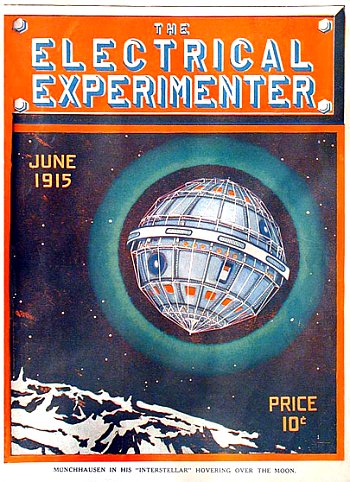 THE
ELECTRICAL
EXPERIMENTER
JUNE
1915
PRICE
10¢
MUNCHHAUSEN IN HIS "INTERSTELLAR" HOVERING OVER THE MOON.